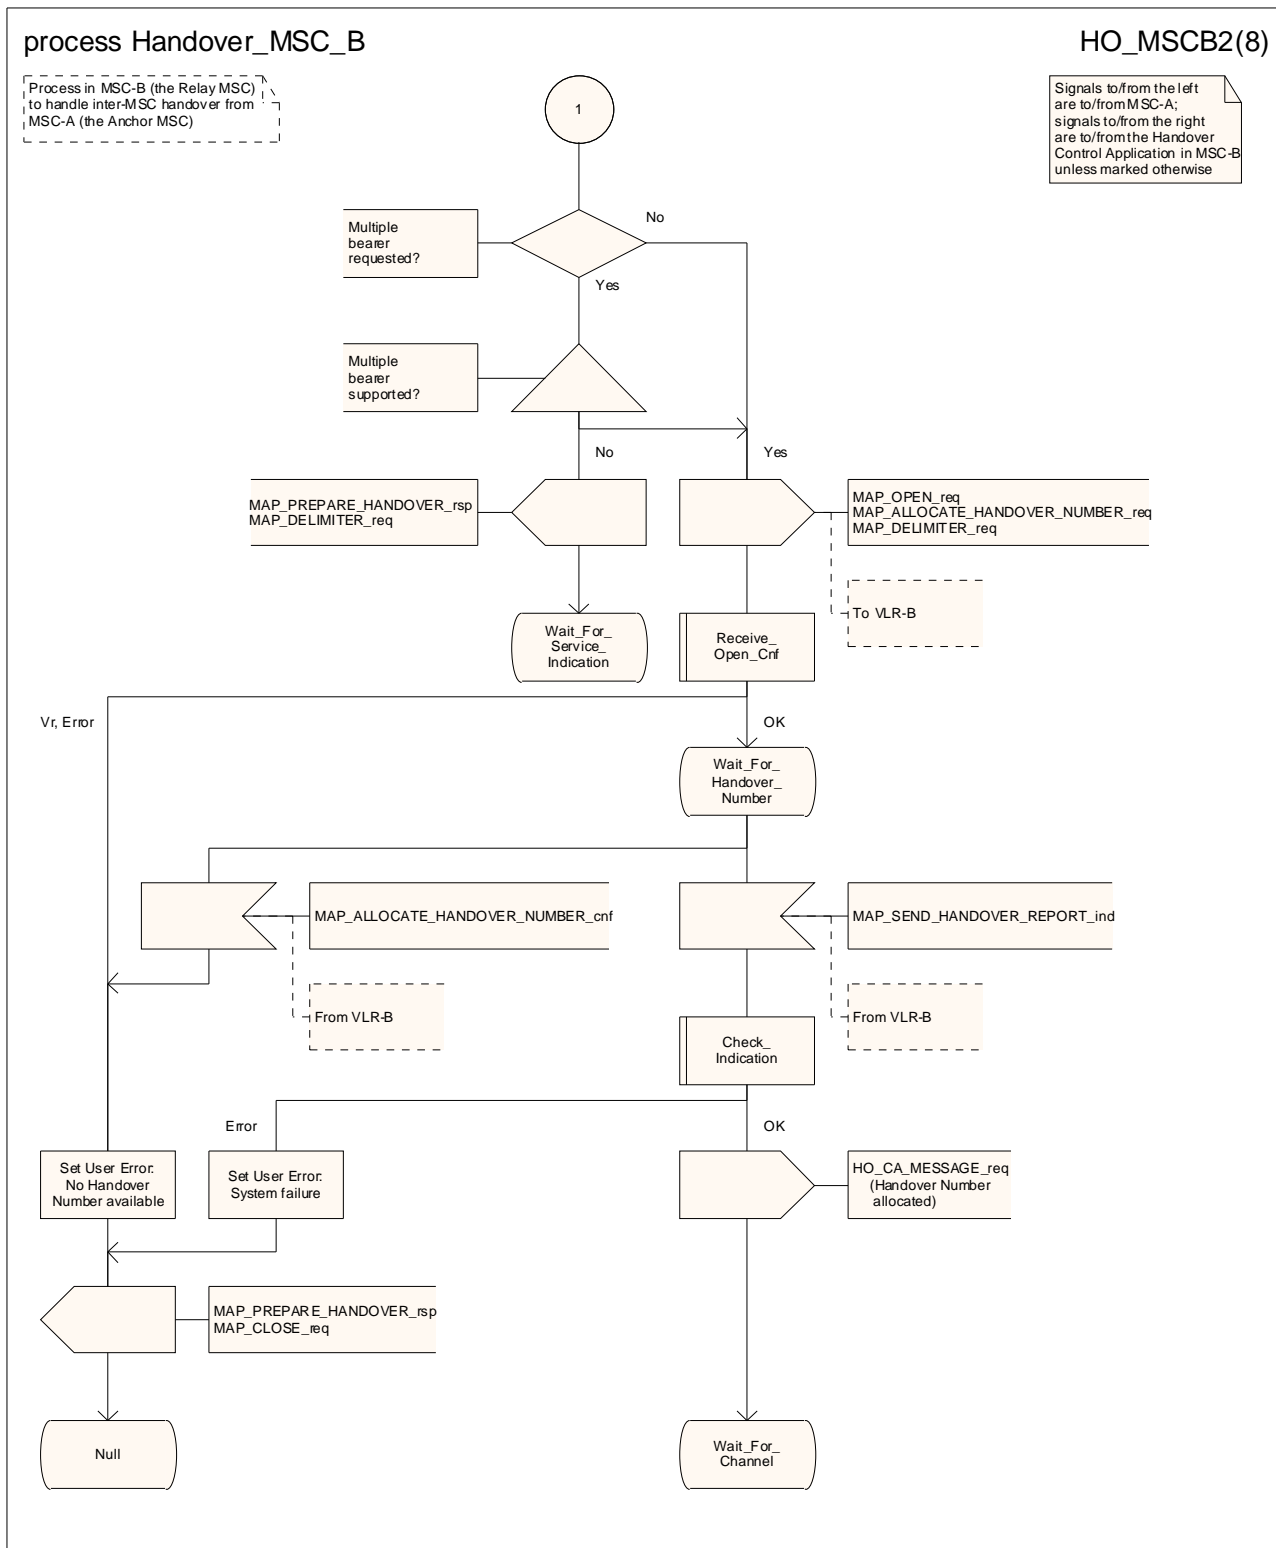 process Handover_MSC_B
HO_MSCB2(8)
Process in MSC-B (the Relay MSC)
to handle inter-MSC handover from
MSC-A (the Anchor MSC)
1
Signals to/from the left
are to/from MSC-A;
signals to/from the right
are to/from the Handover
Control Application in MSC-B
unless marked otherwise
Multiple
bearer
requested?
No
Yes
Multiple
bearer
supported?
No
Yes
MAP_PREPARE_HANDOVER_rsp
MAP_DELIMITER_req
MAP_OPEN_req
MAP_ALLOCATE_HANDOVER_NUMBER_req
MAP_DELIMITER_req
To VLR-B
Wait_For_
Service_
Indication
Receive_
Open_Cnf
Vr, Error
OK
Wait_For_
Handover_
Number
MAP_ALLOCATE_HANDOVER_NUMBER_cnf
MAP_SEND_HANDOVER_REPORT_ind
From VLR-B
From VLR-B
Check_
Indication
Error
OK
Set User Error:
No Handover
Number available
Set User Error:
System failure
HO_CA_MESSAGE_req
(Handover Number
allocated)
MAP_PREPARE_HANDOVER_rsp
MAP_CLOSE_req
Null
Wait_For_
Channel